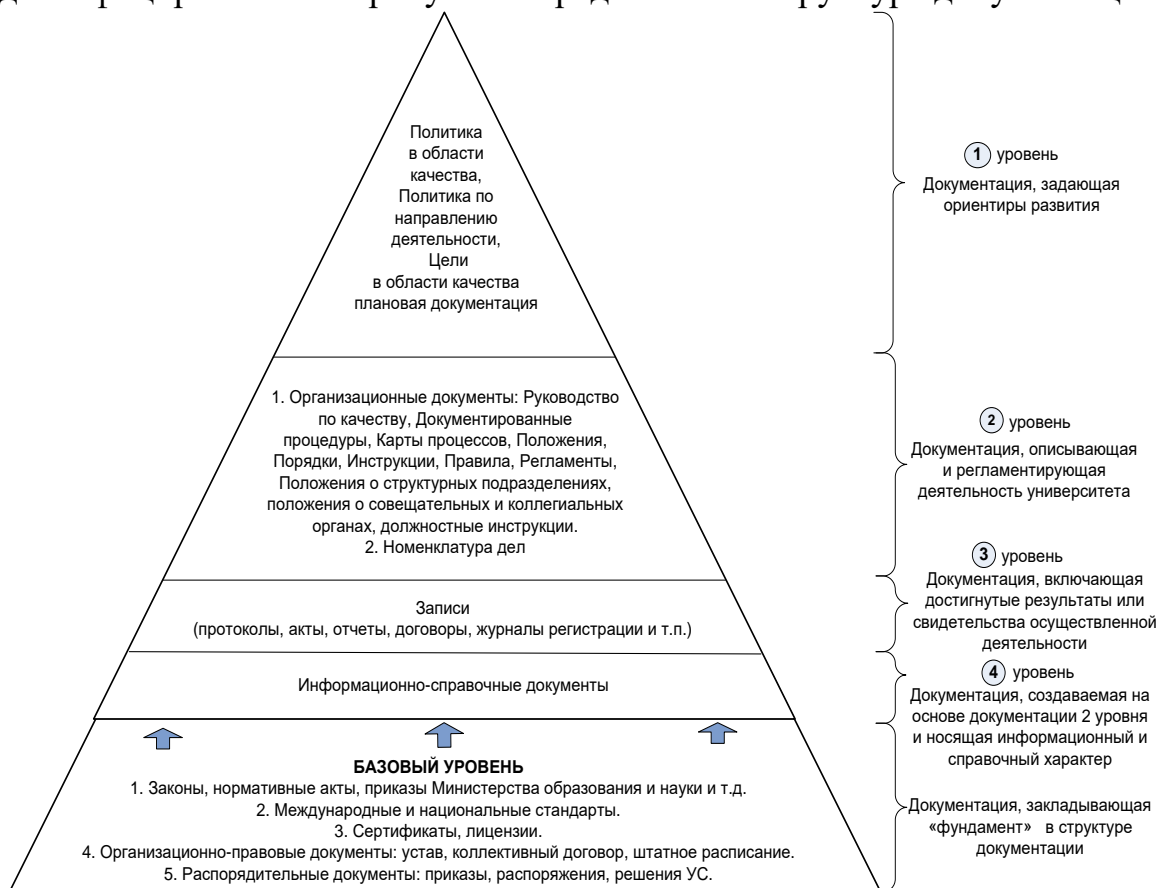 Политика
в области
качества,
Политика по
направлению
деятельности,
Цели
в области качества
плановая документация
1 уровень
Документация, задающая
ориентиры развития
1. Организационные документы: Руководство
по качеству, Документированные
процедуры, Карты процессов, Положения,
Порядки, Инструкции, Правила, Регламенты,
Положения о структурных подразделениях,
положения о совещательных и коллегиальных
органах, должностные инструкции.
2. Номенклатура дел
2 уровень
Документация, описывающая
и регламентирующая
деятельность университета
Записи
(протоколы, акты, отчеты, договоры, журналы регистрации и т.п.)
3 уровень
Документация, включающая
достигнутые результаты или
свидетельства осуществленной
деятельности
Информационно-справочные документы
4 уровень
Документация, создаваемая на
основе документации 2 уровня
и носящая информационный и
справочный характер
БАЗОВЫЙ УРОВЕНЬ
1. Законы, нормативные акты, приказы Министерства образования и науки и т.д.
2. Международные и национальные стандарты.
3. Сертификаты, лицензии.
4. Организационно-правовые документы: устав, коллективный договор, штатное расписание.
5. Распорядительные документы: приказы, распоряжения, решения УС.
Документация, закладывающая
«фундамент» в структуре
документации